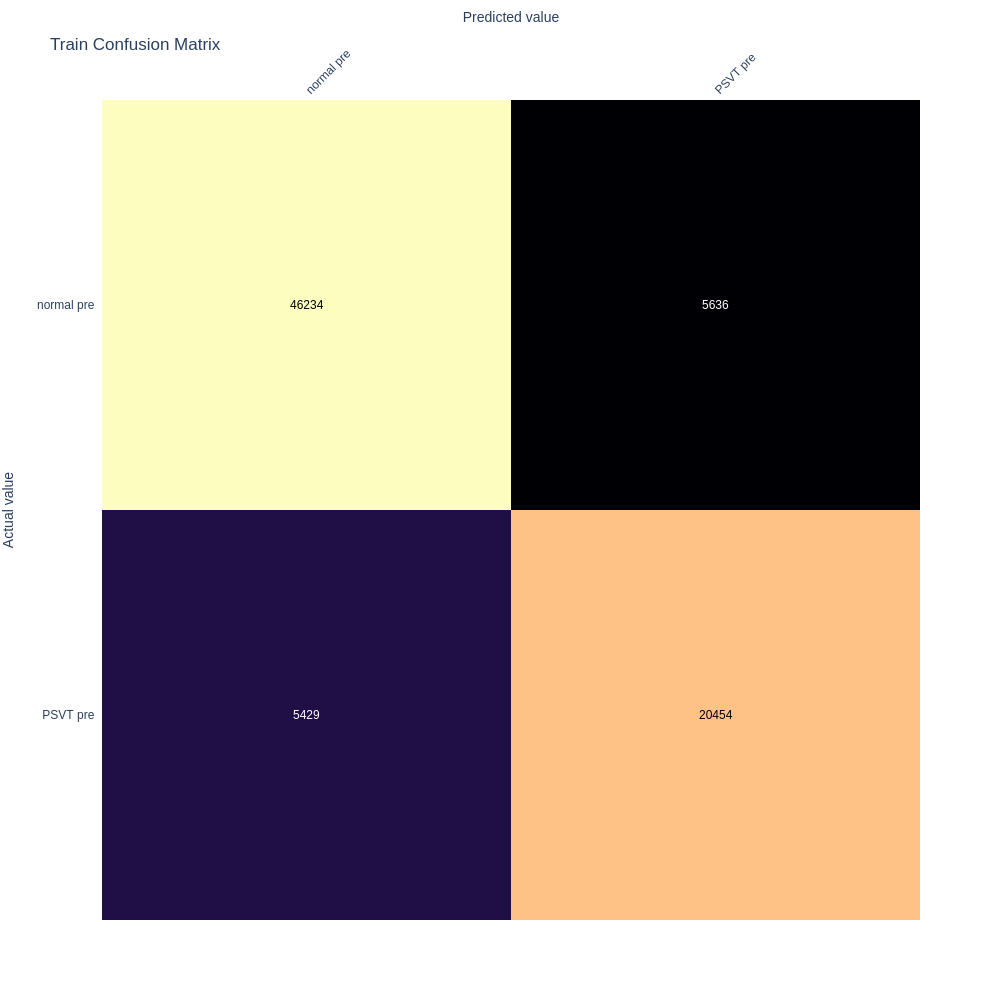 Predicted value
Train Confusion Matrix
normal pre
PSVT pre
normal pre
46234
5636
Actual value
PSVT pre
5429
20454